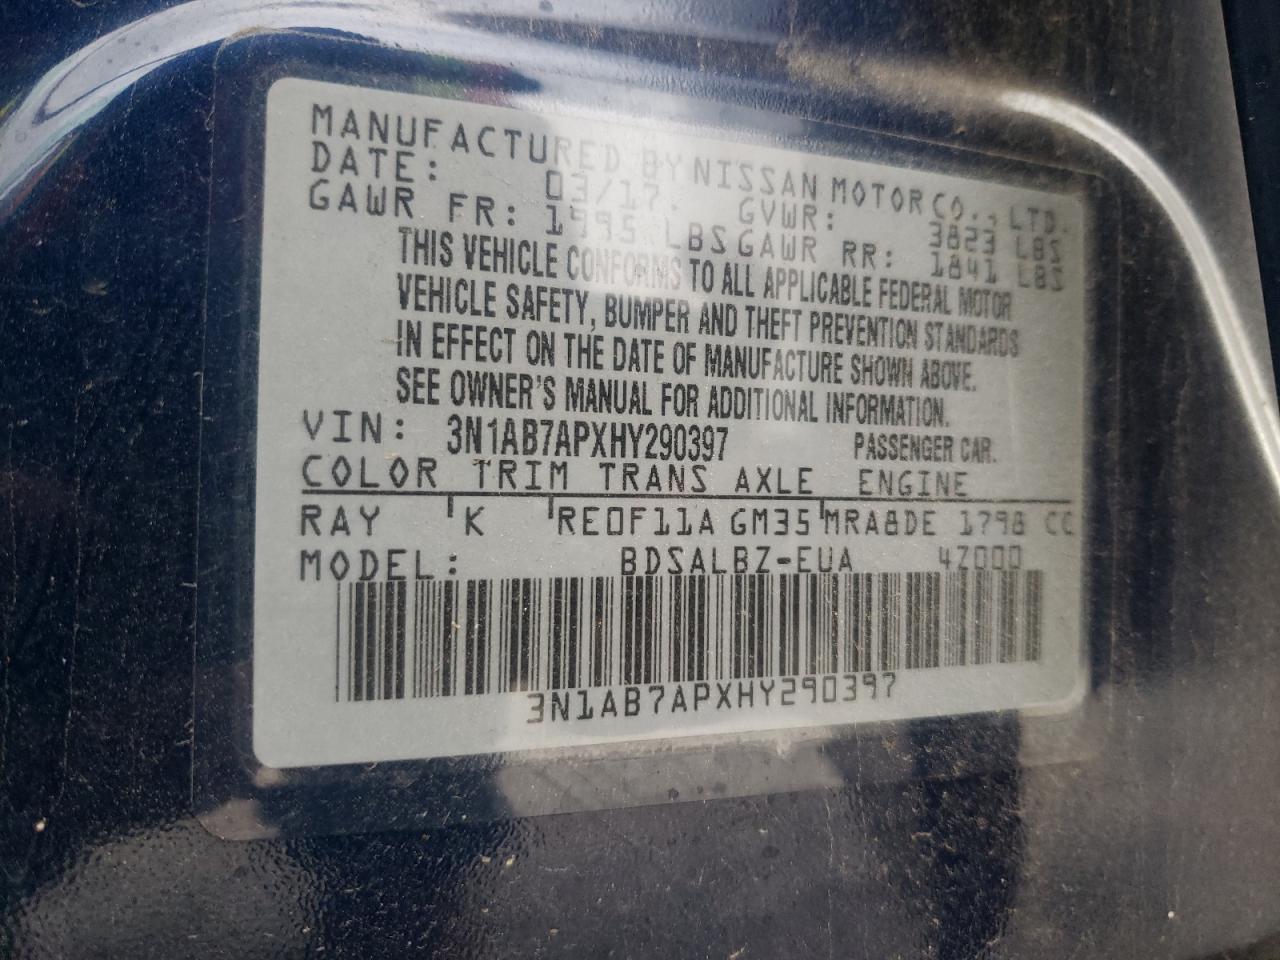 MANUFACTURED BY NISSAN MOTOR CO., LTD.
DATE: 03/17. GVWR: 3823 LBS
GAWR FR: 1995 LBS GAWR RR: 1841 LBS
THIS VEHICLE CONFORMS TO ALL APPLICABLE FEDERAL MOTOR
VEHICLE SAFETY, BUMPER AND THEFT PREVENTION STANDARDS
IN EFFECT ON THE DATE OF MANUFACTURE SHOWN ABOVE.
SEE OWNER'S MANUAL FOR ADDITIONAL INFORMATION.
VIN: 3N1AB7APXHY290397 PASSENGER CAR.
COLOR TRIM TRANS AXLE ENGINE
RAY K RE0F11A GM35 MRA8DE 1798 CC
MODEL: BDSALBZ-EUA 4Z000
3N1AB7APXHY290397